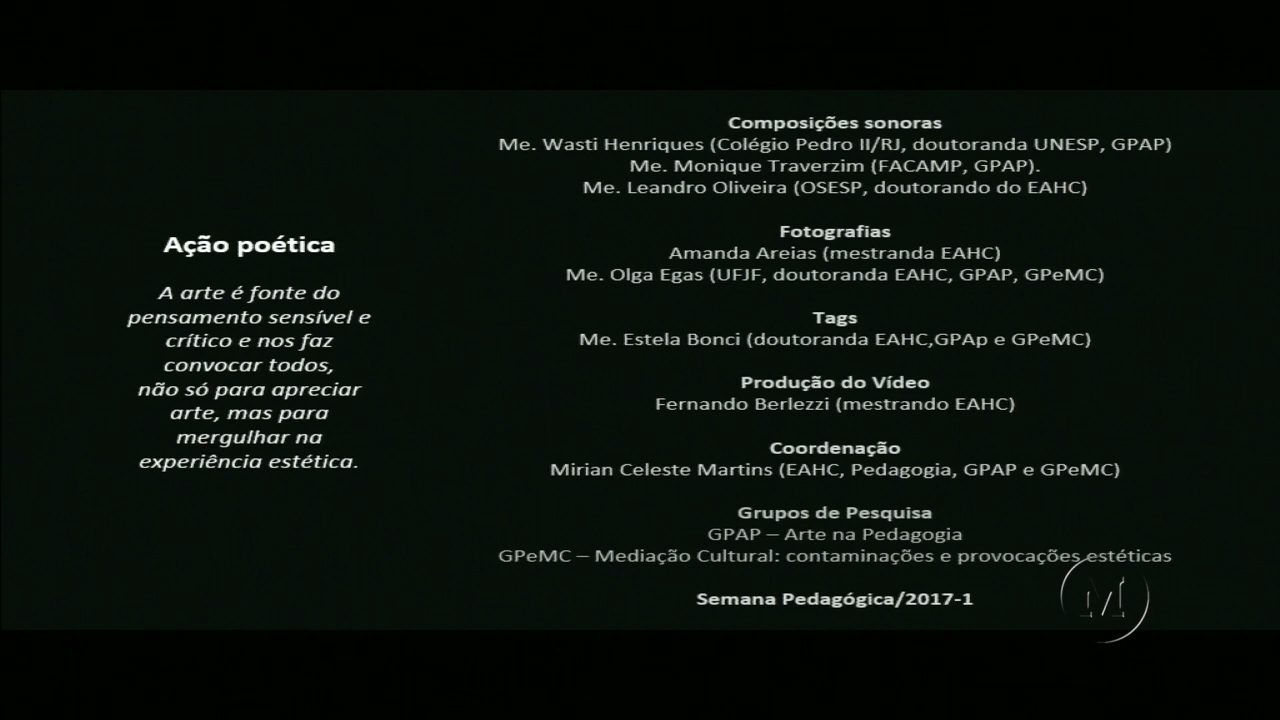 Ação poética
A arte é fonte do
pensamento sensível e
crítico e nos faz
convocar todos,
não só para apreciar
arte, mas para
mergulhar na
experiência estética.
Composições sonoras
Me. Wasti Henriques (Colégio Pedro II/RJ, doutoranda UNESP, GPAP)
Me. Monique Traverzim (FACAMP, GPAP).
Me. Leandro Oliveira (OSESP, doutorando do EAHC)
Fotografias
Amanda Areias (mestranda EAHC)
Me. Olga Egas (UFJF, doutoranda EAHC, GPAP, GPeMC)
Tags
Me. Estela Bonci (doutoranda EAHC,GPAp e GPeMC)
Produção do Vídeo
Fernando Berlezzi (mestrando EAHC)
Coordenação
Mirian Celeste Martins (EAHC, Pedagogia, GPAP e GPeMC)
Grupos de Pesquisa
GPAP – Arte na Pedagogia
GPeMC – Mediação Cultural: contaminações e provocações estéticas
Semana Pedagógica/2017-1
M